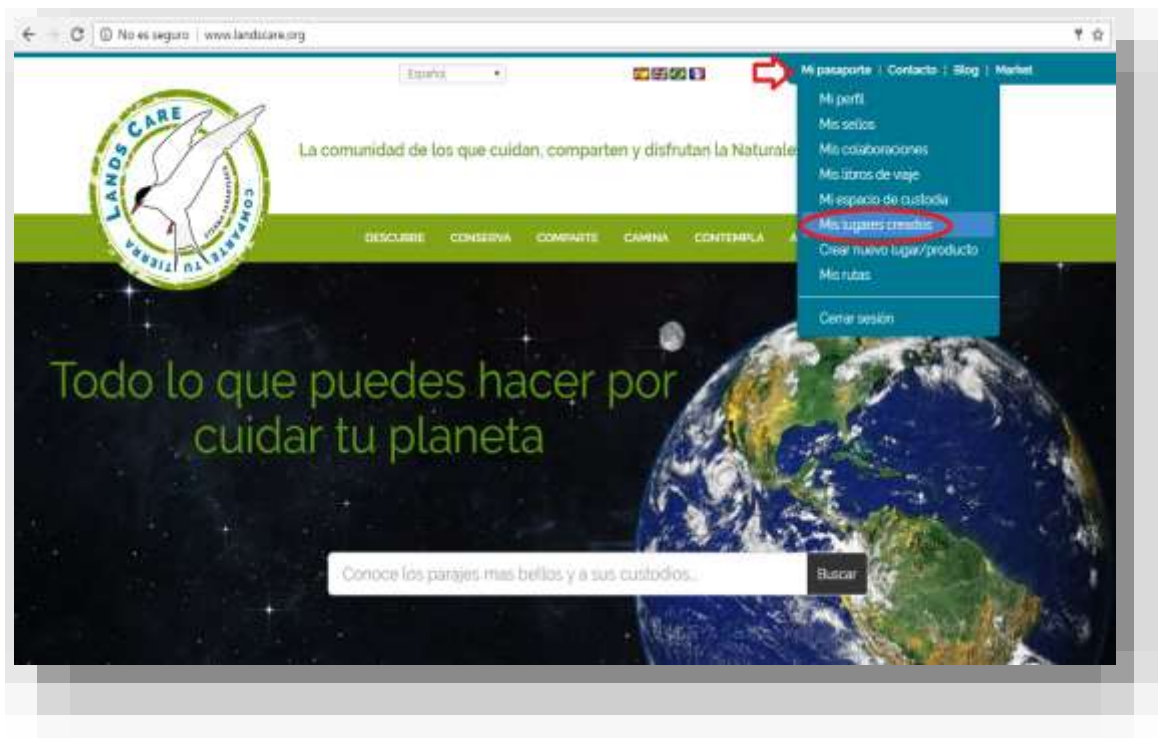 No es seguro | www.landscare.org
Español
Mi pasaporte | Contacto | Blog | Market
Mi perfil
Mis sellos
Mis colaboraciones
Mis libros de viaje
Mi espacio de custodia
Mis lugares creados
Crear nuevo lugar/producto
Mis rutas
Cerrar sesión
LANDS CARE
COMPARTE TU TIERRA
La comunidad de los que cuidan, comparten y disfrutan la Naturale
DESCUBRE CONSERVA COMPARTE CAMINA CONTEMPLA A
Todo lo que puedes hacer por
cuidar tu planeta
Conoce los parajes mas bellos y a sus custodios...
Buscar